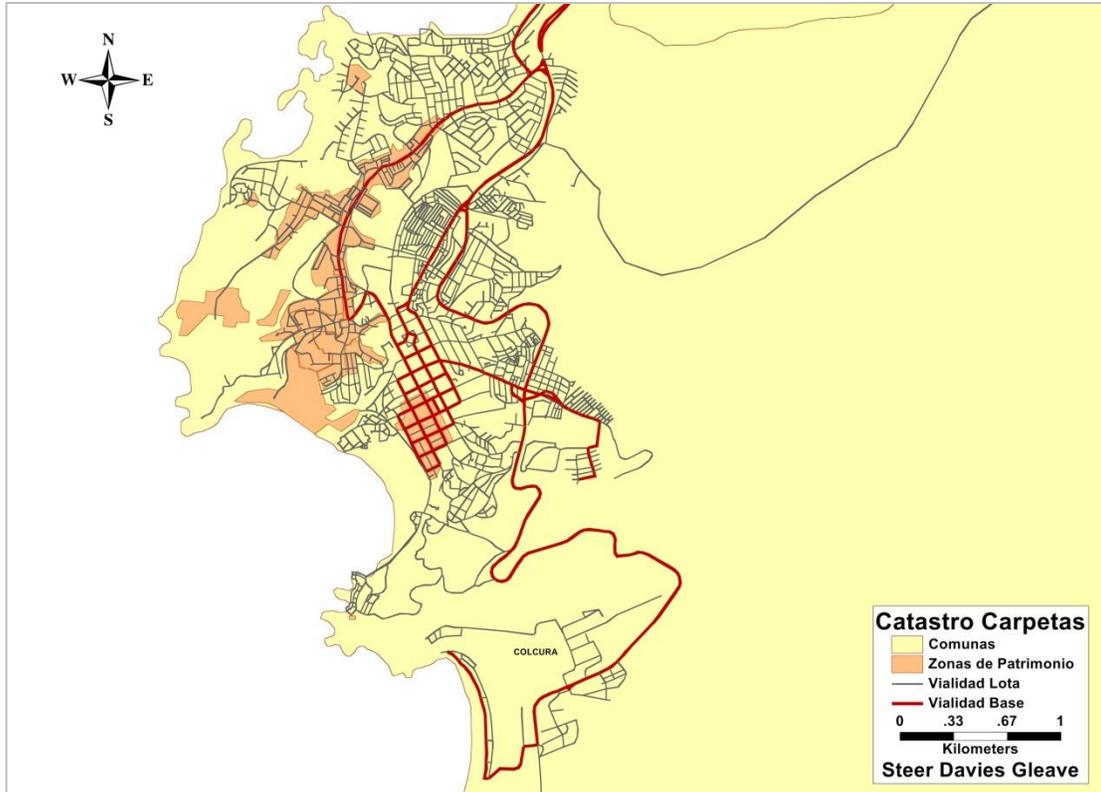 N
W E
S
COLCURA
Catastro Carpetas
Comunas
Zonas de Patrimonio
Vialidad Lota
Vialidad Base
0 .33 .67 1
Kilometers
Steer Davies Gleave